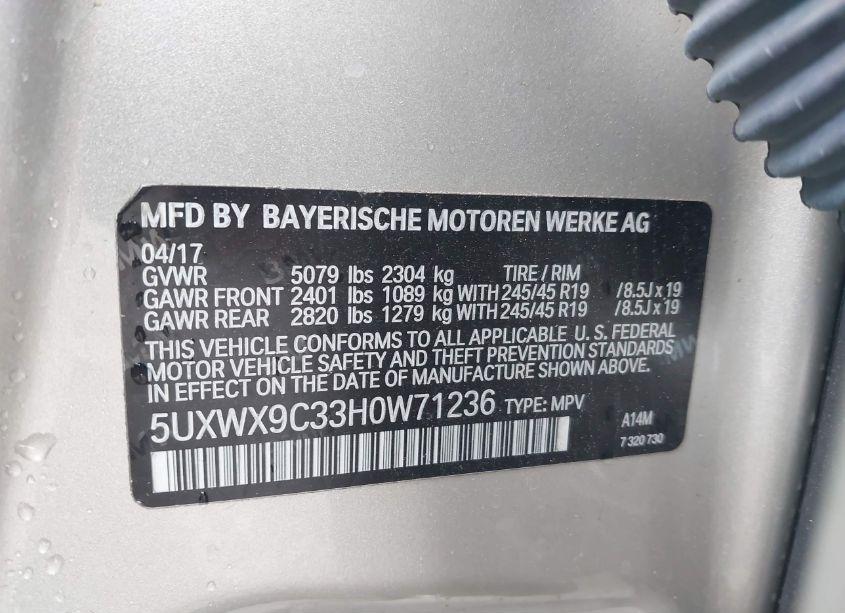 MFD BY BAYERISCHE MOTOREN WERKE AG
04/17
GVWR 5079 lbs 2304 kg TIRE / RIM
GAWR FRONT 2401 lbs 1089 kg WITH 245/45 R19 /8.5J x 19
GAWR REAR 2820 lbs 1279 kg WITH 245/45 R19 /8.5J x 19
THIS VEHICLE CONFORMS TO ALL APPLICABLE U. S. FEDERAL
MOTOR VEHICLE SAFETY AND THEFT PREVENTION STANDARDS
IN EFFECT ON THE DATE OF MANUFACTURE SHOWN ABOVE.
5UXWX9C33H0W71236 TYPE: MPV A14M
7 320 730